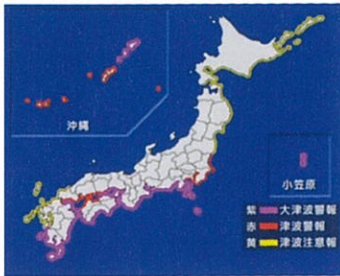 沖縄
小笠原
紫 大津波警報
赤 津波警報
黄 津波注意報